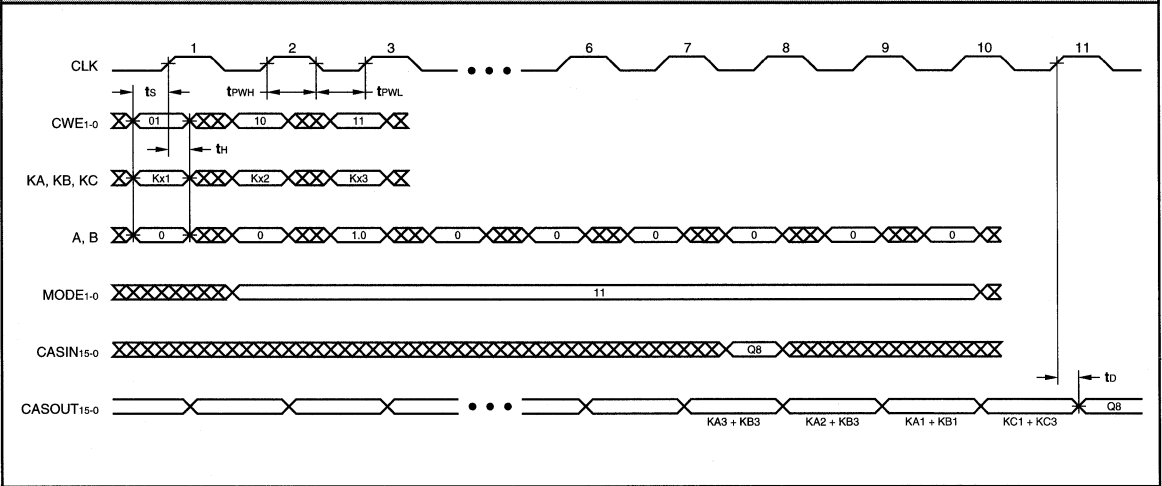 1 2 3 6 7 8 9 10 11
CLK
tS tPWH tPWL
CWE1-0 01 10 11
tH
KA, KB, KC Kx1 Kx2 Kx3
A, B 0 0 1.0 0 0 0 0 0 0
MODE1-0 11
CASIN15-0 Q8
tD
CASOUT15-0 Q8
KA3 + KB3 KA2 + KB3 KA1 + KB1 KC1 + KC3